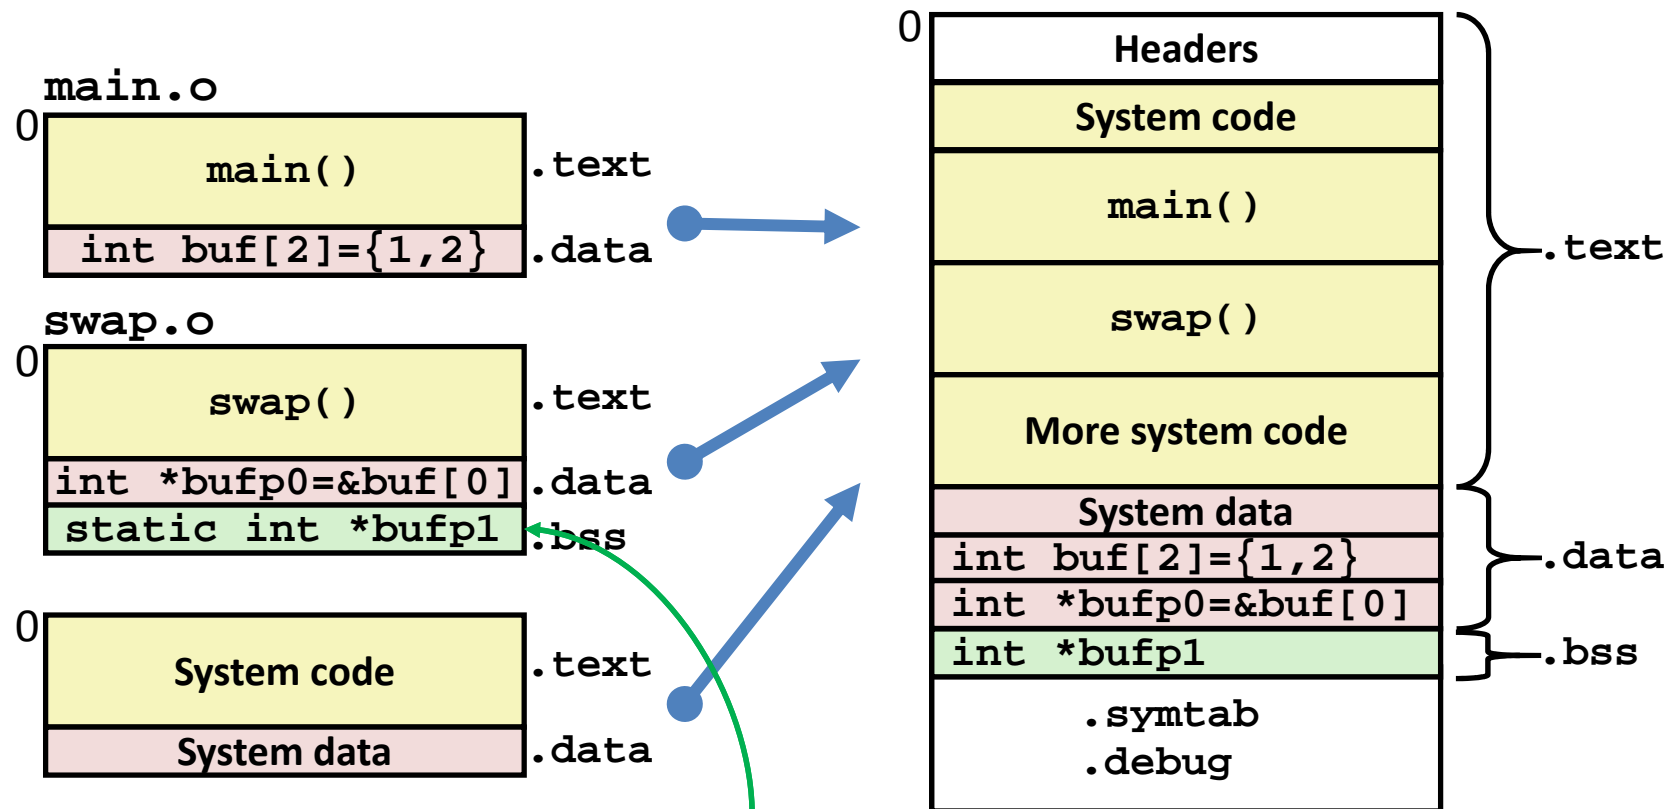 main.o
0
main()
.text
int buf[2]={1,2}
.data
swap.o
0
swap()
.text
int *bufp0=&buf[0]
.data
static int *bufp1
.bss
0
System code
.text
System data
.data
0
Headers
System code
main()
swap()
More system code
.text
System data
int buf[2]={1,2}
int *bufp0=&buf[0]
.data
int *bufp1
.bss
.symtab
.debug